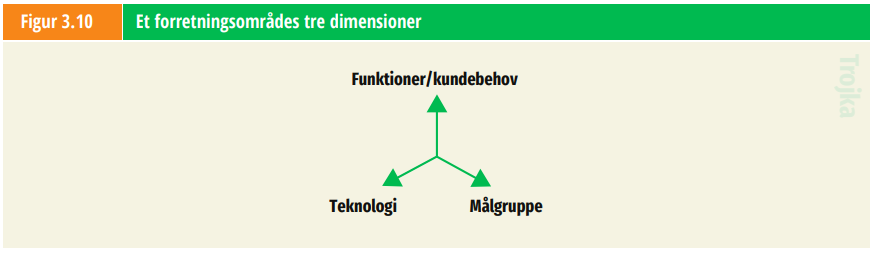 Figur 3.10
Et forretningsområdes tre dimensioner
Trojka
Funktioner/kundebehov
Teknologi
Målgruppe